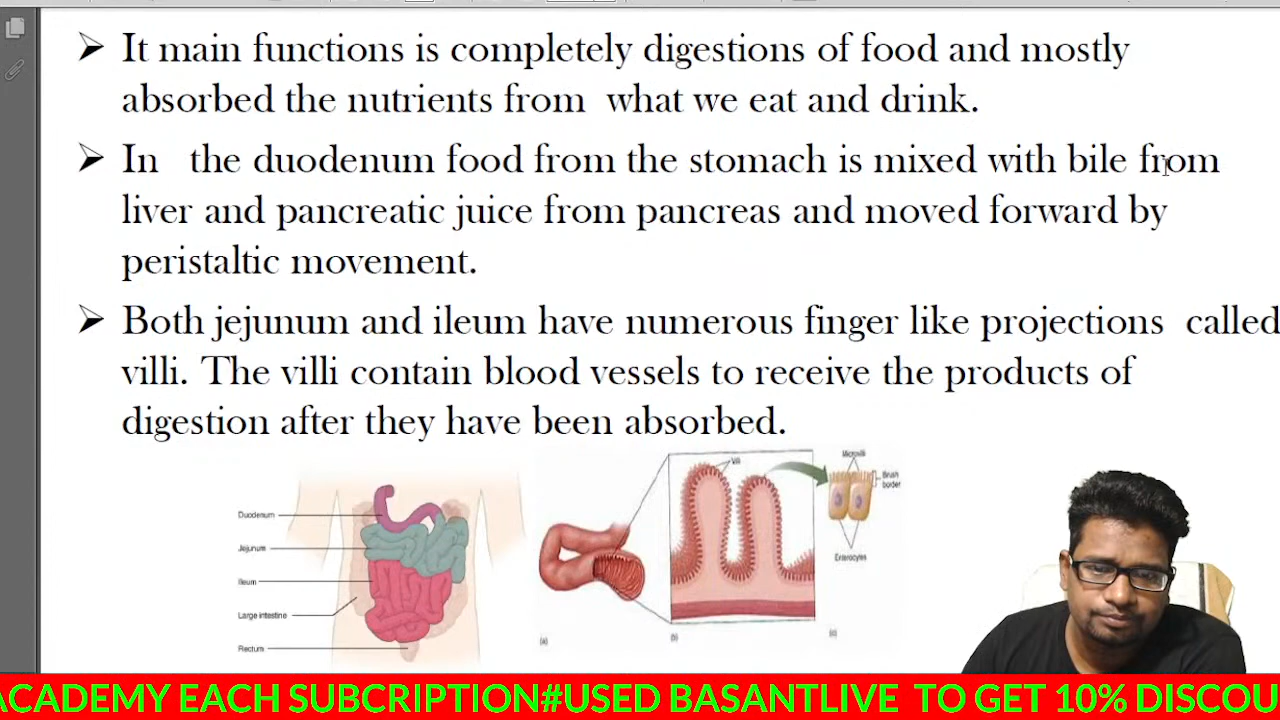 It main functions is completely digestions of food and mostly
absorbed the nutrients from what we eat and drink.
In the duodenum food from the stomach is mixed with bile from
liver and pancreatic juice from pancreas and moved forward by
peristaltic movement.
Both jejunum and ileum have numerous finger like projections called
villi. The villi contain blood vessels to receive the products of
digestion after they have been absorbed.
Duodenum
Jejunum
Ileum
Large intestine
Rectum
(a)
Villi
(b)
Microvilli
Brush
border
Enterocytes
(c)
ACADEMY EACH SUBCRIPTION#USED BASANTLIVE TO GET 10% DISCOU